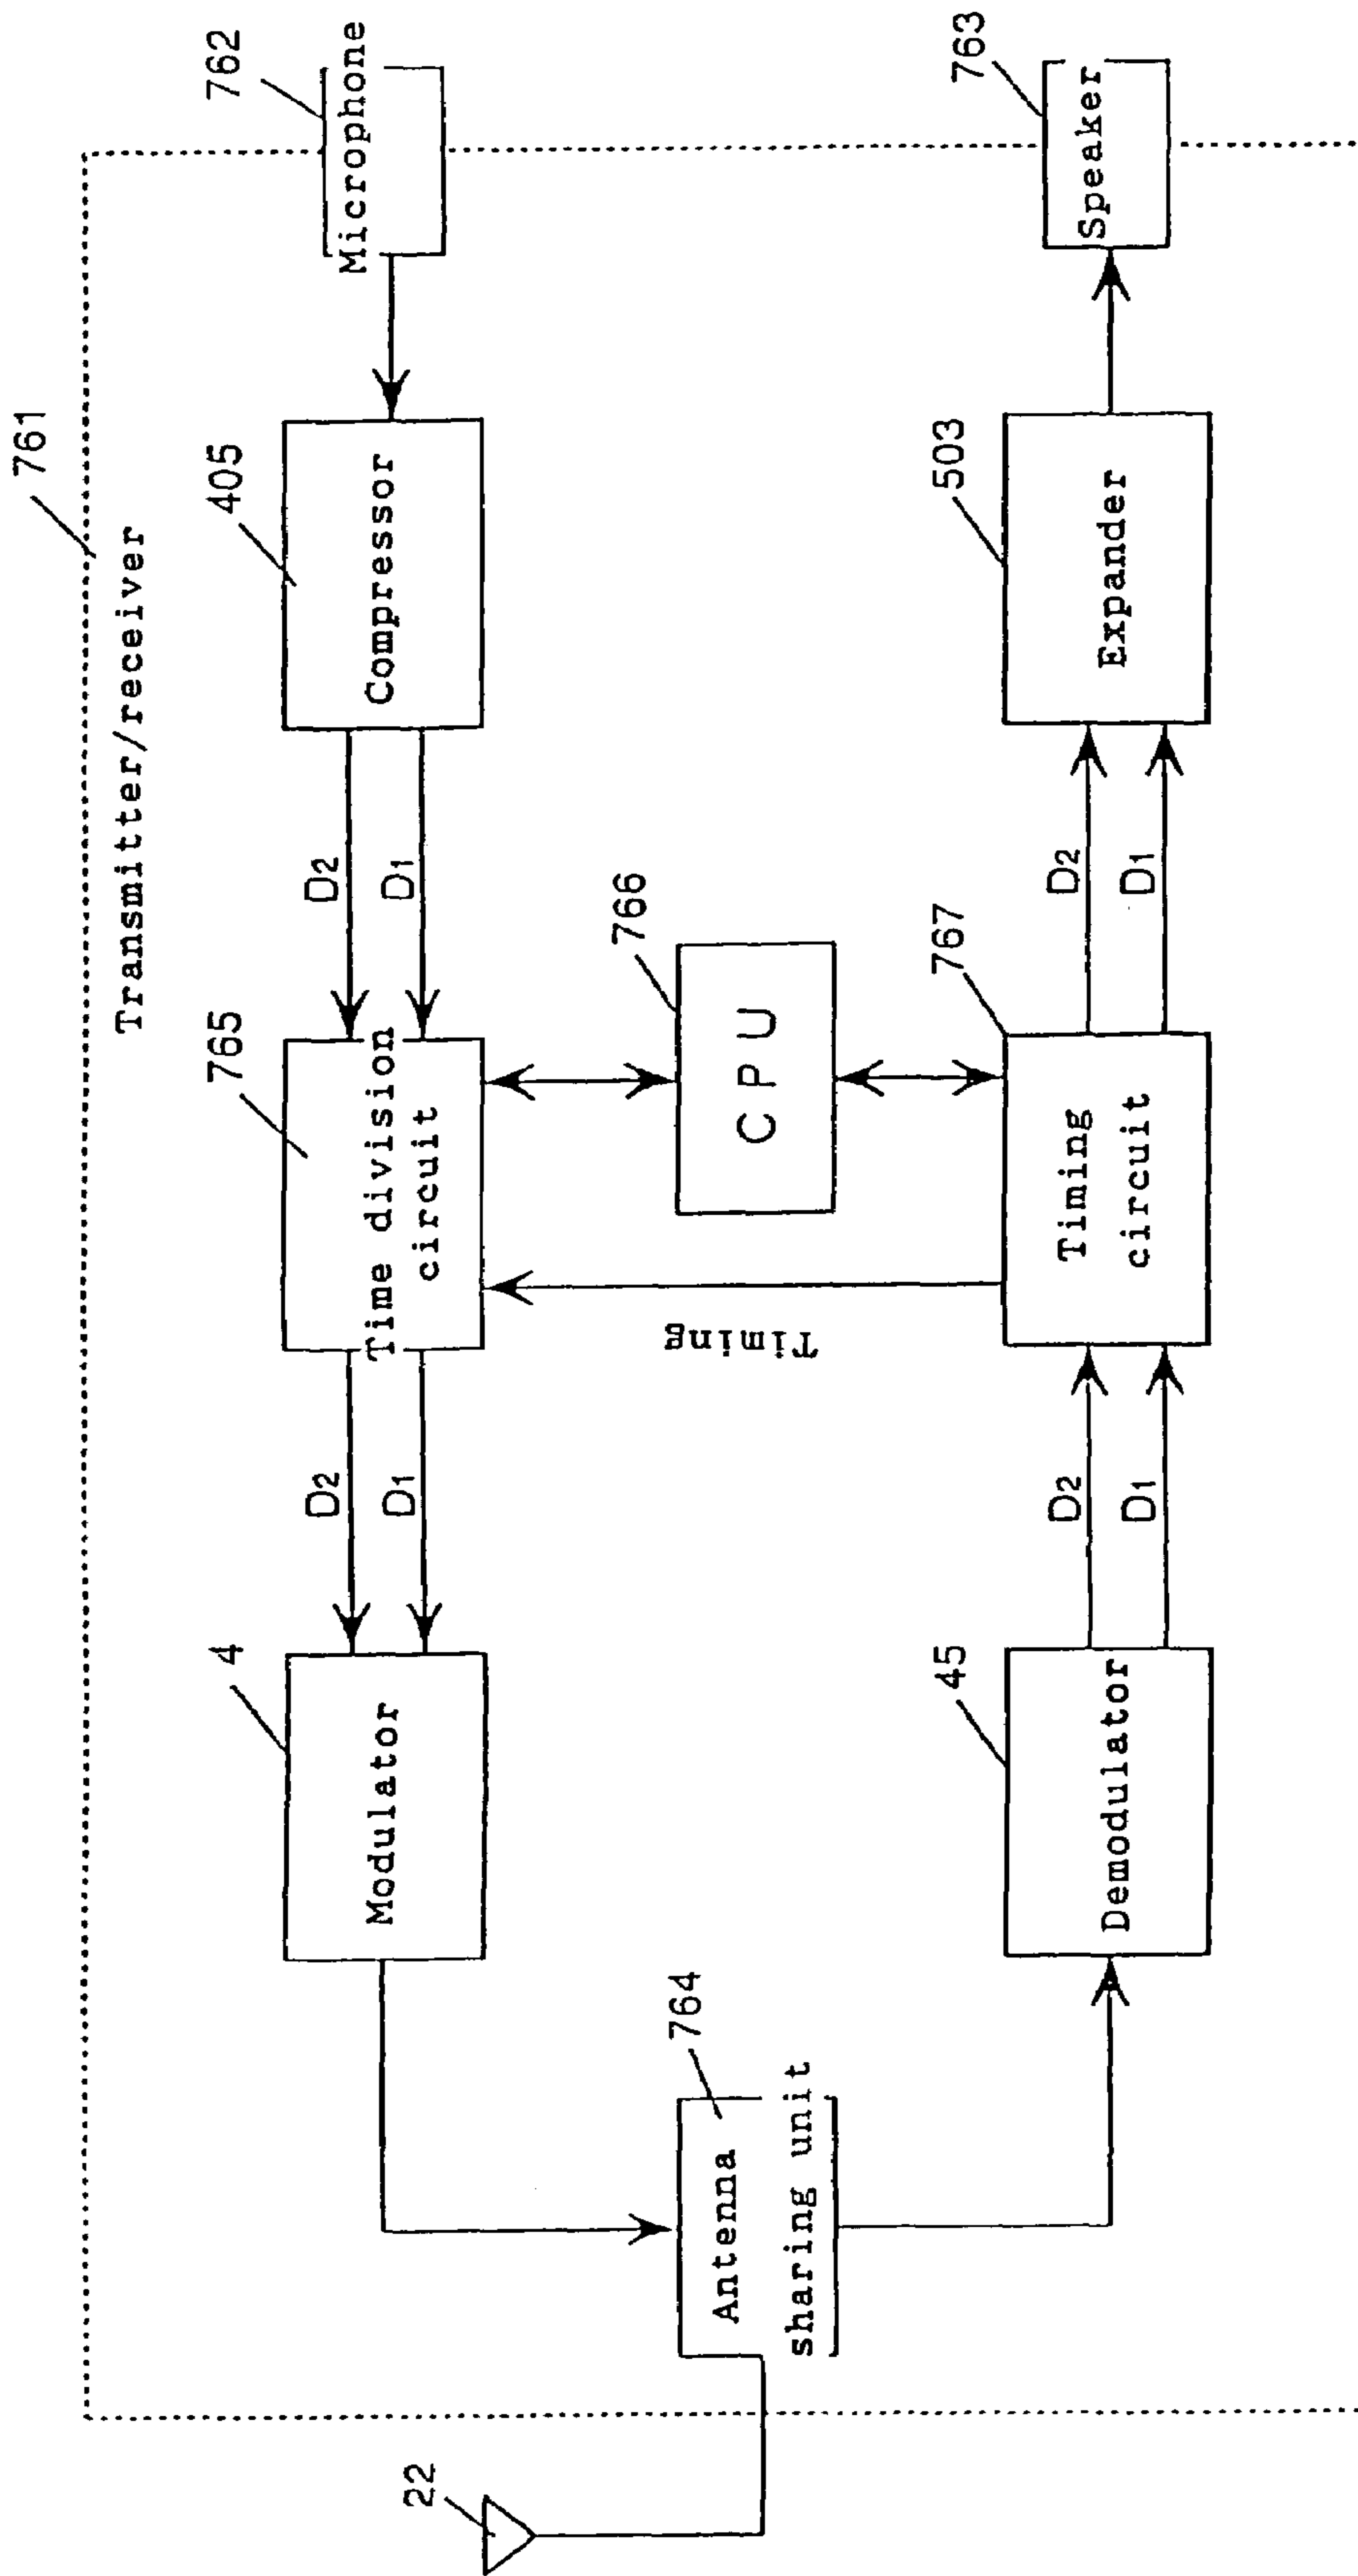 761
Transmitter/receiver
22
4
Modulator
D2
D1
765
Time division
circuit
D2
D1
405
Compressor
762
Microphone
764
Antenna
sharing unit
Timing
766
CPU
45
Demodulator
D2
D1
767
Timing
circuit
D2
D1
503
Expander
763
Speaker